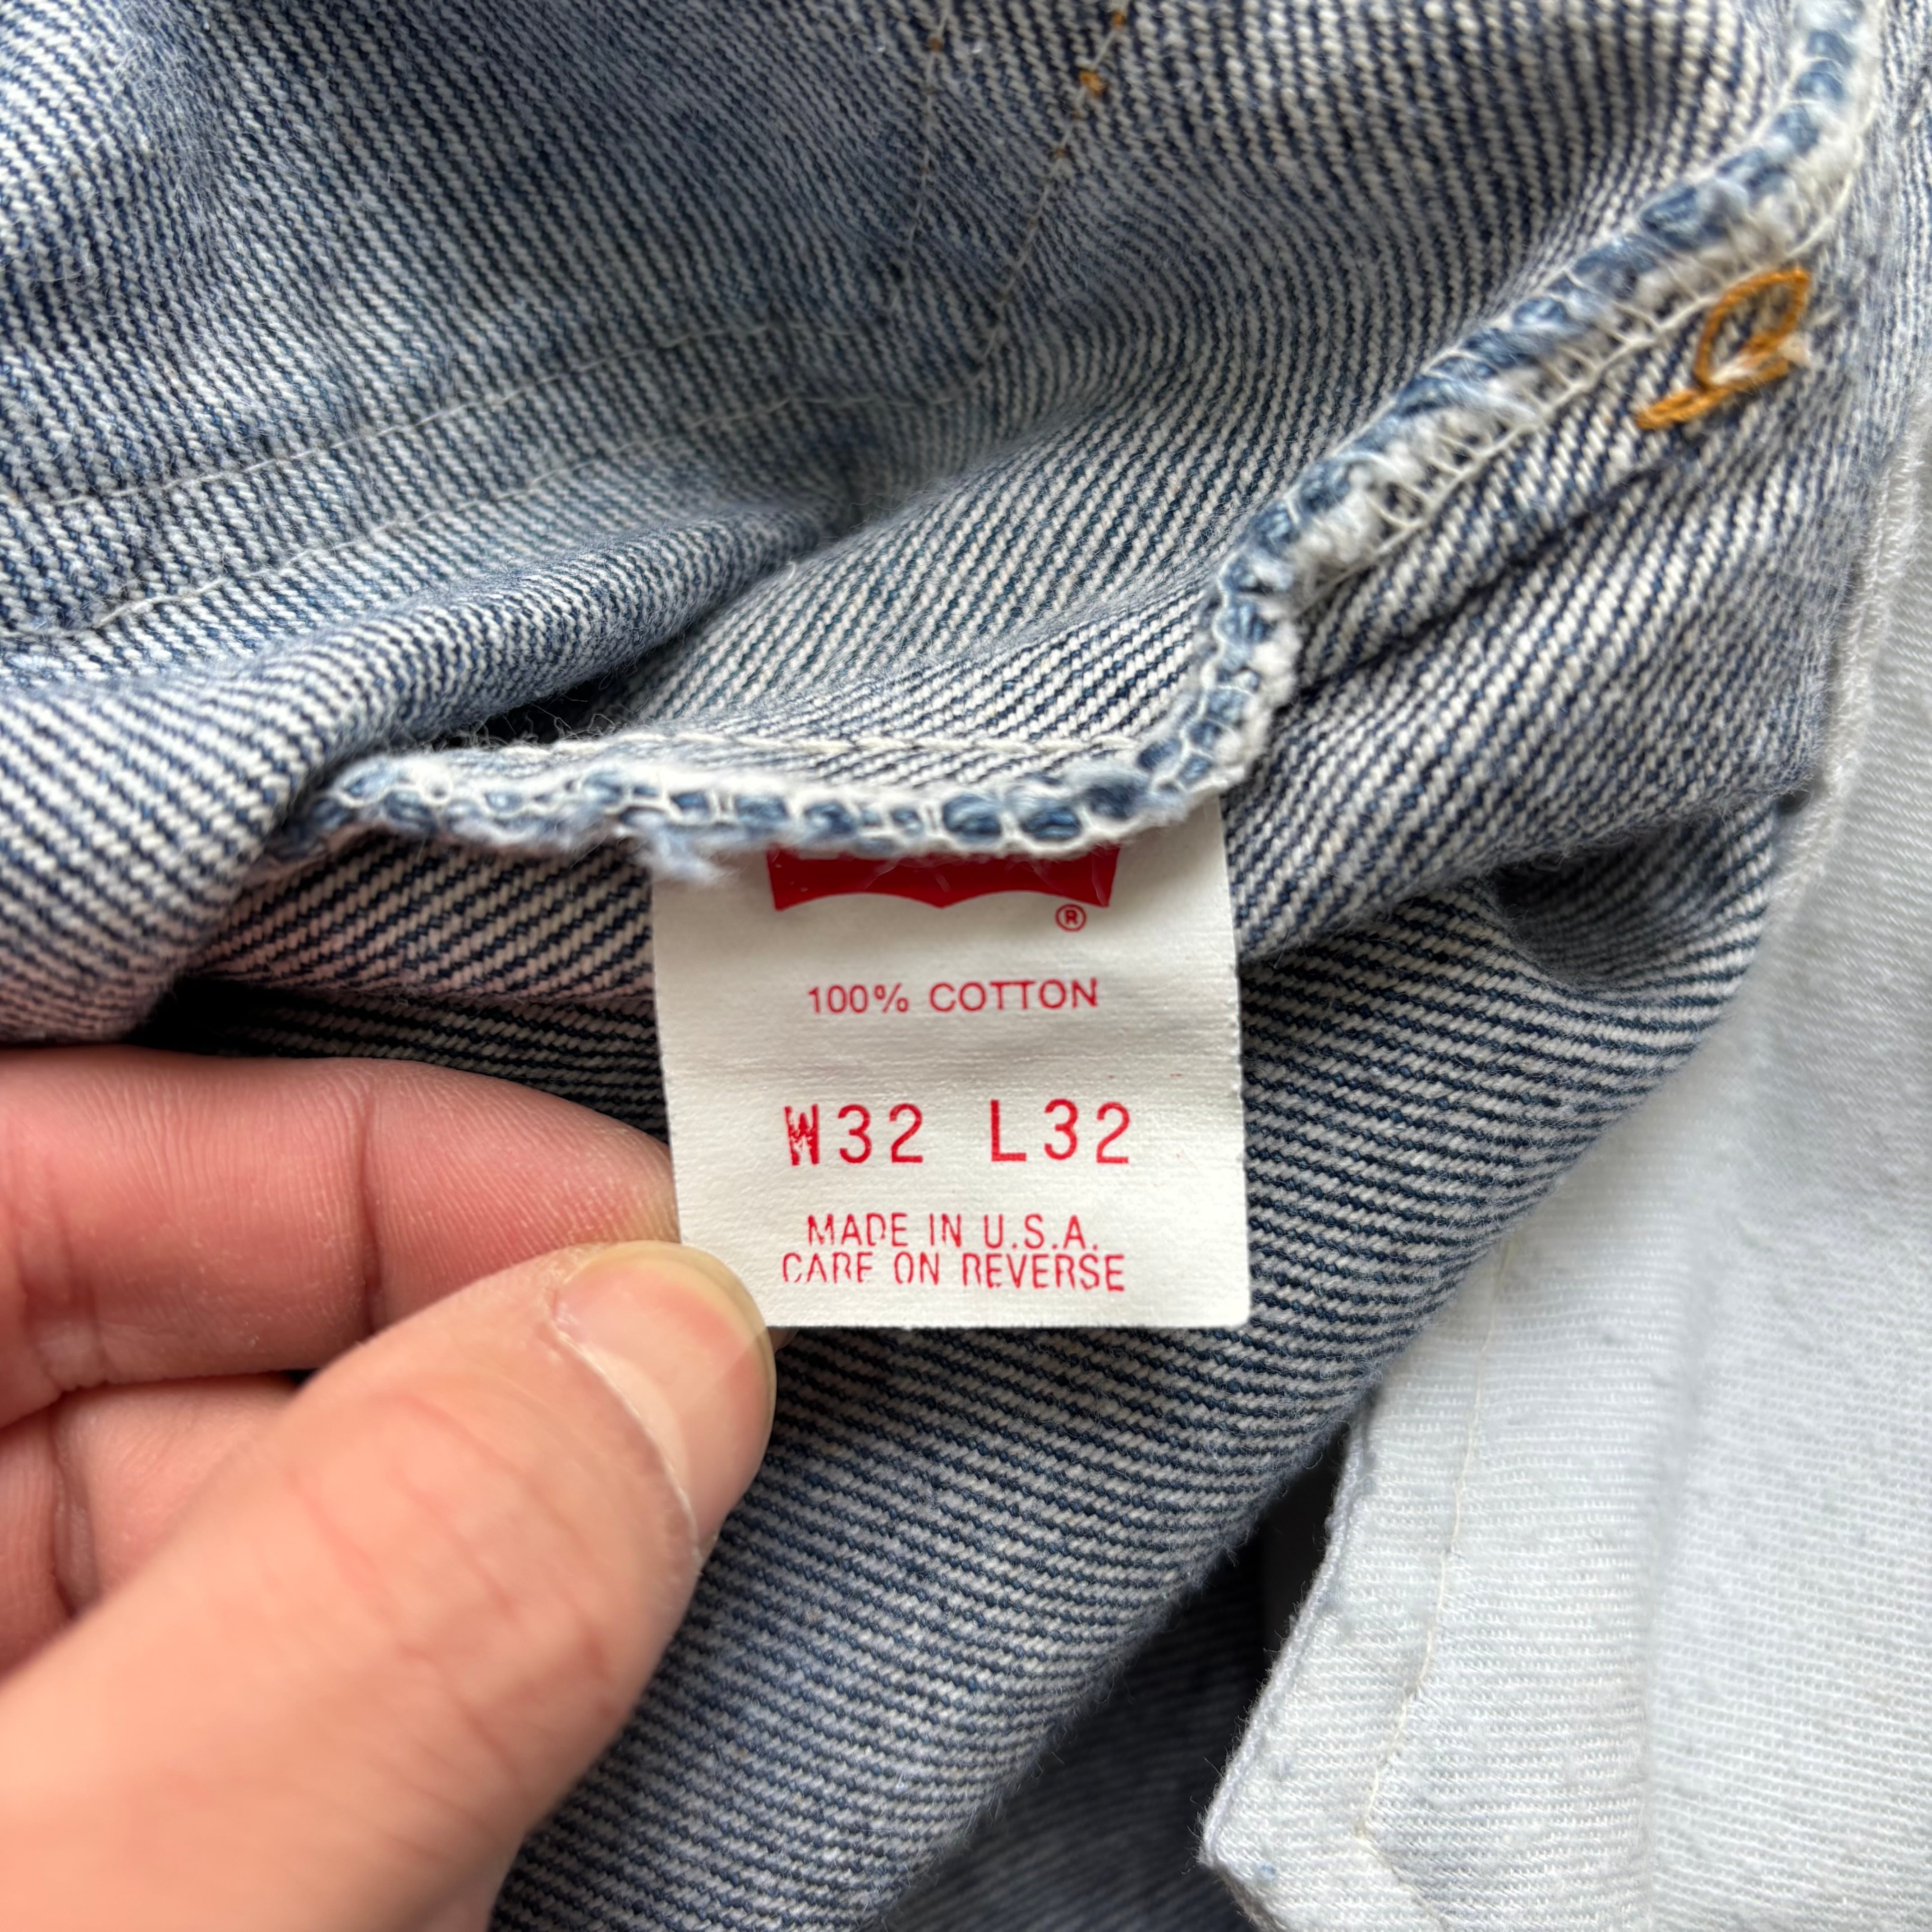 ®
100% COTTON
W32 L32
MADE IN U.S.A.
CARE ON REVERSE